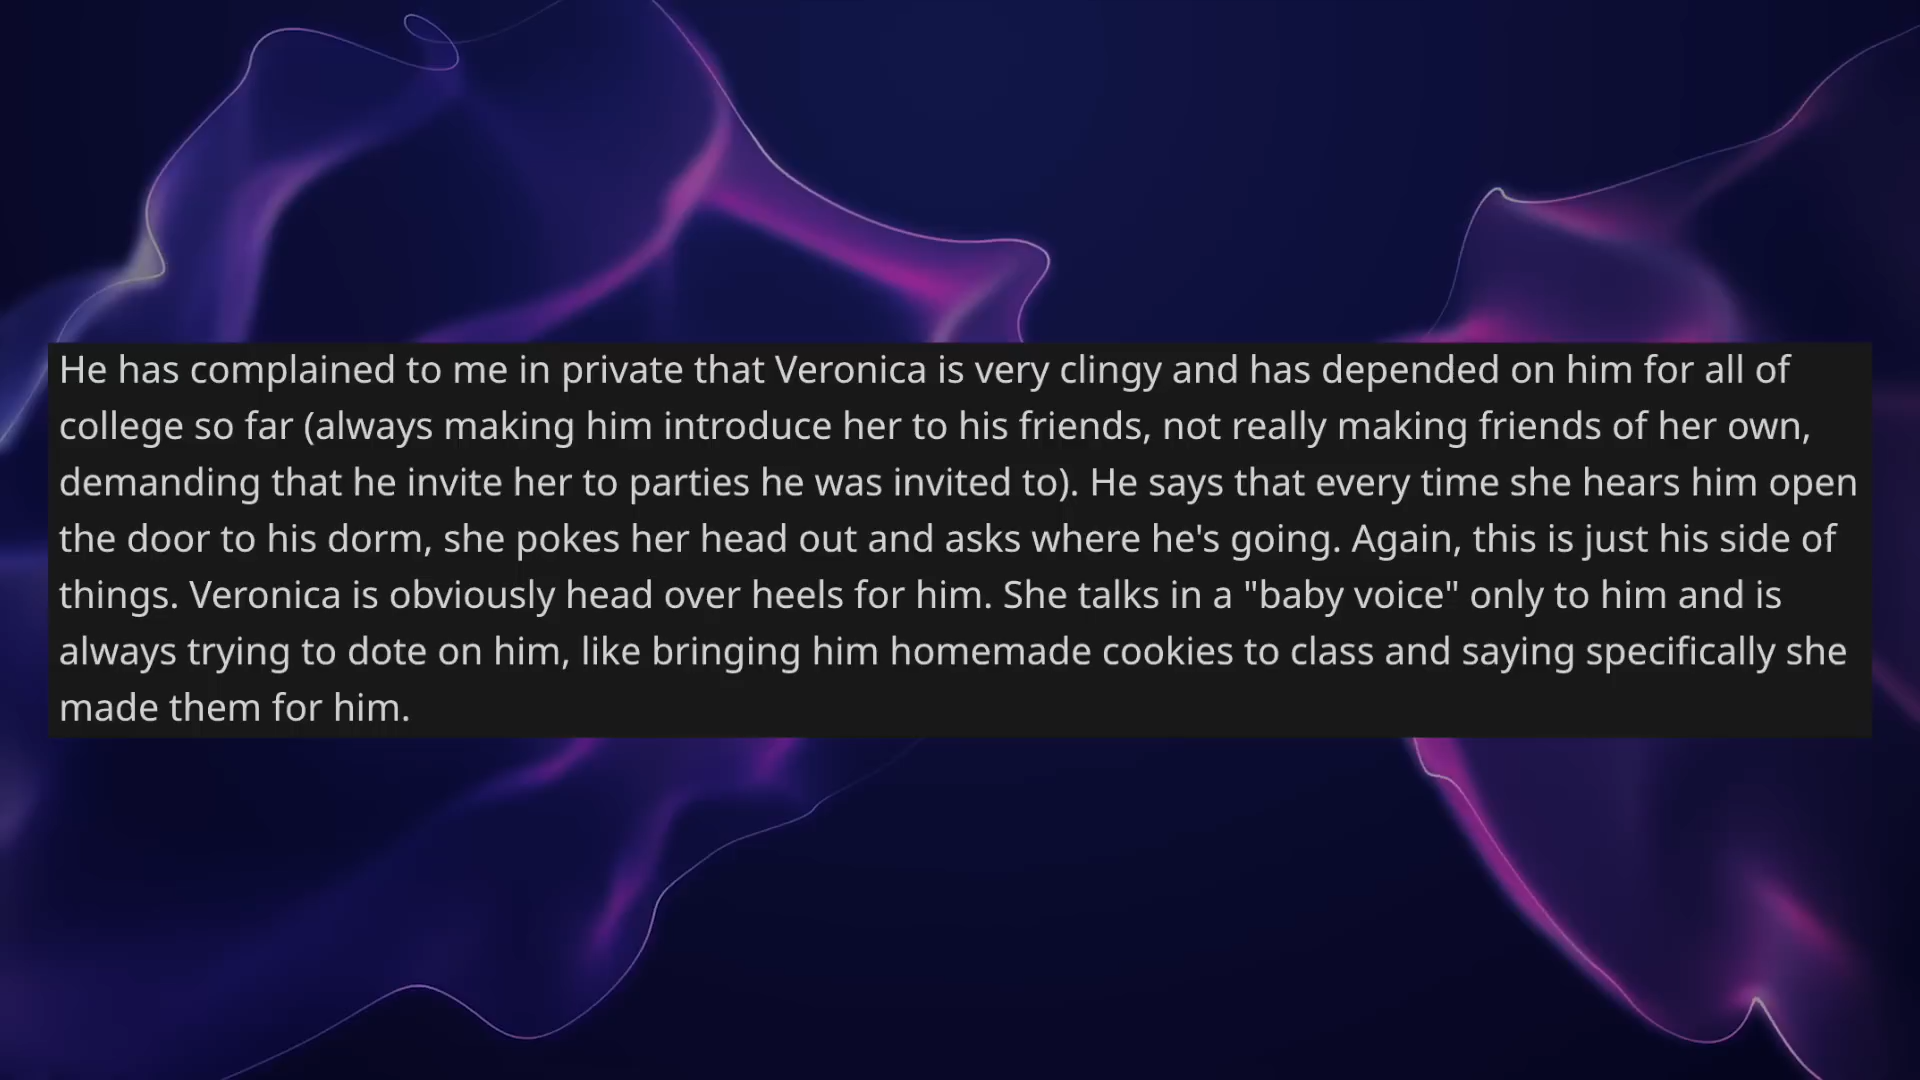 He has complained to me in private that Veronica is very clingy and has depended on him for all of
college so far (always making him introduce her to his friends, not really making friends of her own,
demanding that he invite her to parties he was invited to). He says that every time she hears him open
the door to his dorm, she pokes her head out and asks where he's going. Again, this is just his side of
things. Veronica is obviously head over heels for him. She talks in a "baby voice" only to him and is
always trying to dote on him, like bringing him homemade cookies to class and saying specifically she
made them for him.